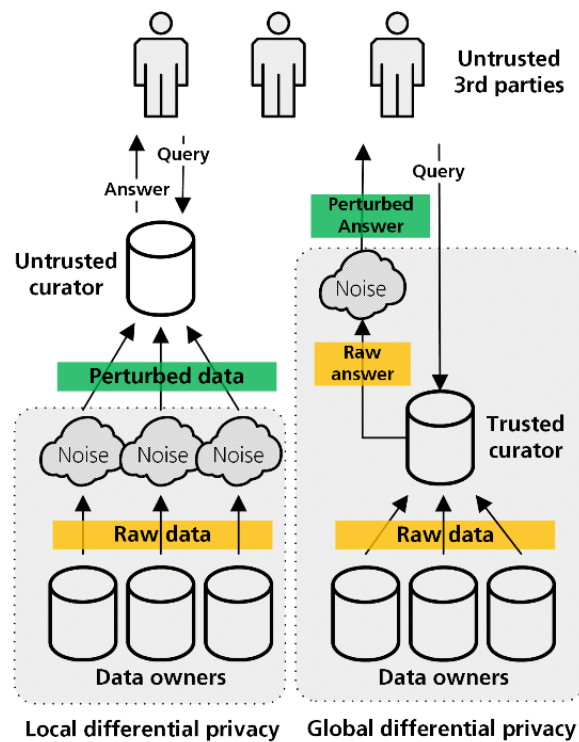 Untrusted
3rd parties
Query
Answer
Untrusted
curator
Perturbed data
Noise
Noise
Noise
Raw data
Data owners
Local differential privacy
Query
Perturbed
Answer
Noise
Raw
answer
Trusted
curator
Raw data
Data owners
Global differential privacy